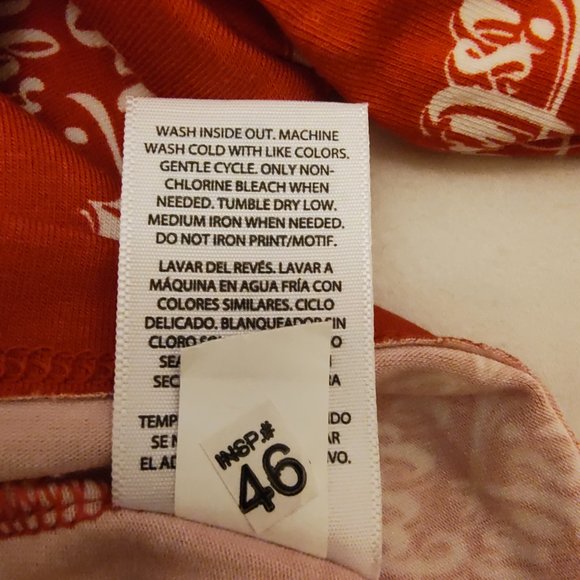 WASH INSIDE OUT. MACHINE
WASH COLD WITH LIKE COLORS.
GENTLE CYCLE. ONLY NON-
CHLORINE BLEACH WHEN
NEEDED. TUMBLE DRY LOW.
MEDIUM IRON WHEN NEEDED.
DO NOT IRON PRINT/MOTIF.
LAVAR DEL REVÉS. LAVAR A
MÁQUINA EN AGUA FRÍA CON
COLORES SIMILARES. CICLO
DELICADO. BLANQUEADOR SIN
CLORO
SE N
EL
INSP.#
46